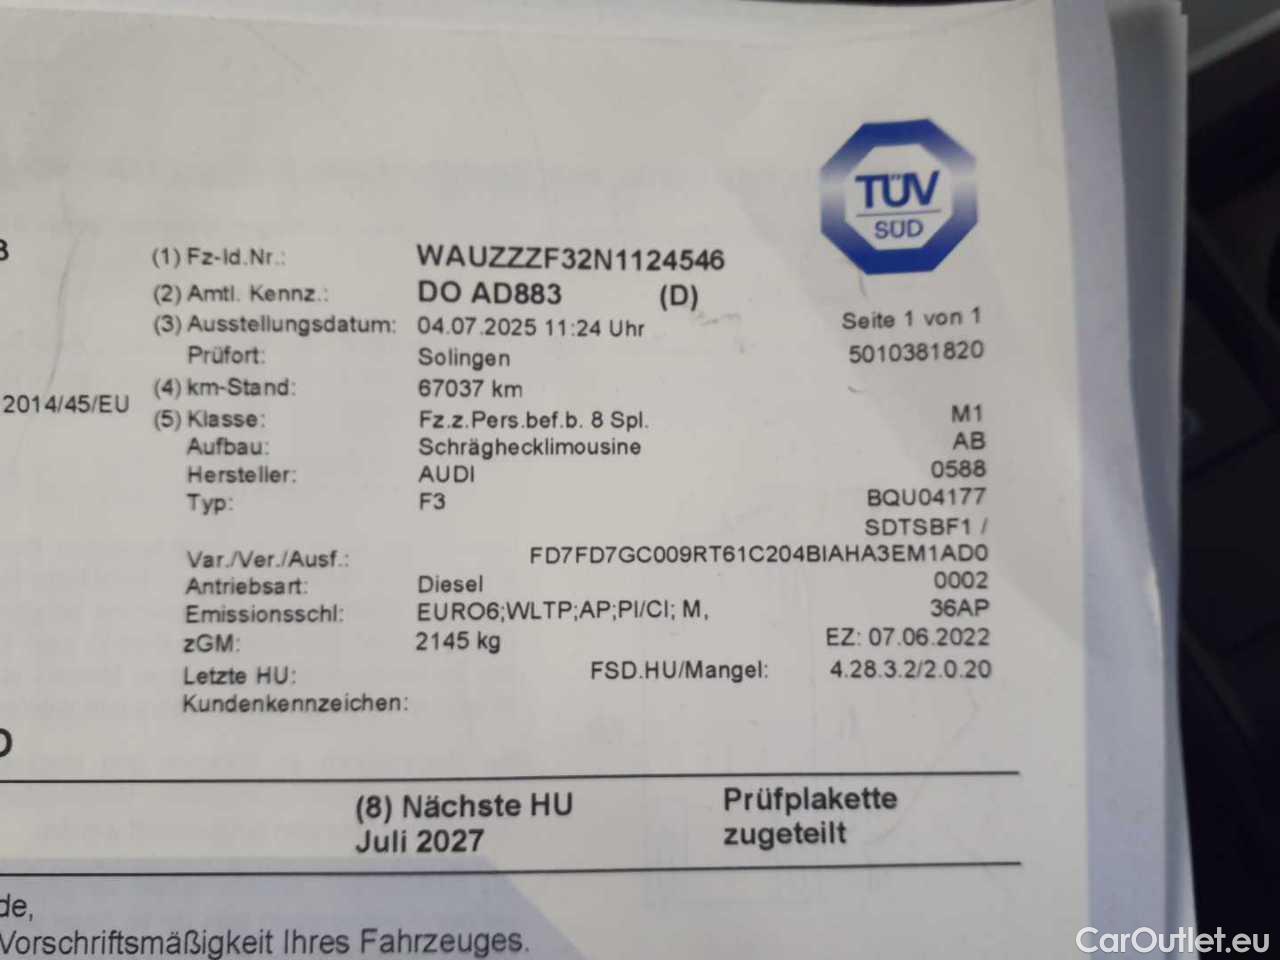 TÜV
SÜD
(1) Fz-Id.Nr.: WAUZZZF32N1124546
(2) Amtl. Kennz.: DO AD883 (D)
(3) Ausstellungsdatum: 04.07.2025 11:24 Uhr Seite 1 von 1
Prüfort: Solingen 5010381820
(4) km-Stand: 67037 km
2014/45/EU
(5) Klasse: Fz.z.Pers.bef.b. 8 Spl. M1
Aufbau: Schräghecklimousine AB
Hersteller: AUDI 0588
Typ: F3 BQU04177
SDTSBF1 /
Var./Ver./Ausf.: FD7FD7GC009RT61C204BIAHA3EM1AD0
Antriebsart: Diesel 0002
Emissionsschl: EURO6;WLTP;AP;PI/CI; M, 36AP
zGM: 2145 kg EZ: 07.06.2022
Letzte HU: FSD.HU/Mangel: 4.28.3.2/2.0.20
Kundenkennzeichen:
(8) Nächste HU Prüfplakette
Juli 2027 zugeteilt
de,
Vorschriftsmäßigkeit Ihres Fahrzeuges.
CarOutlet.eu